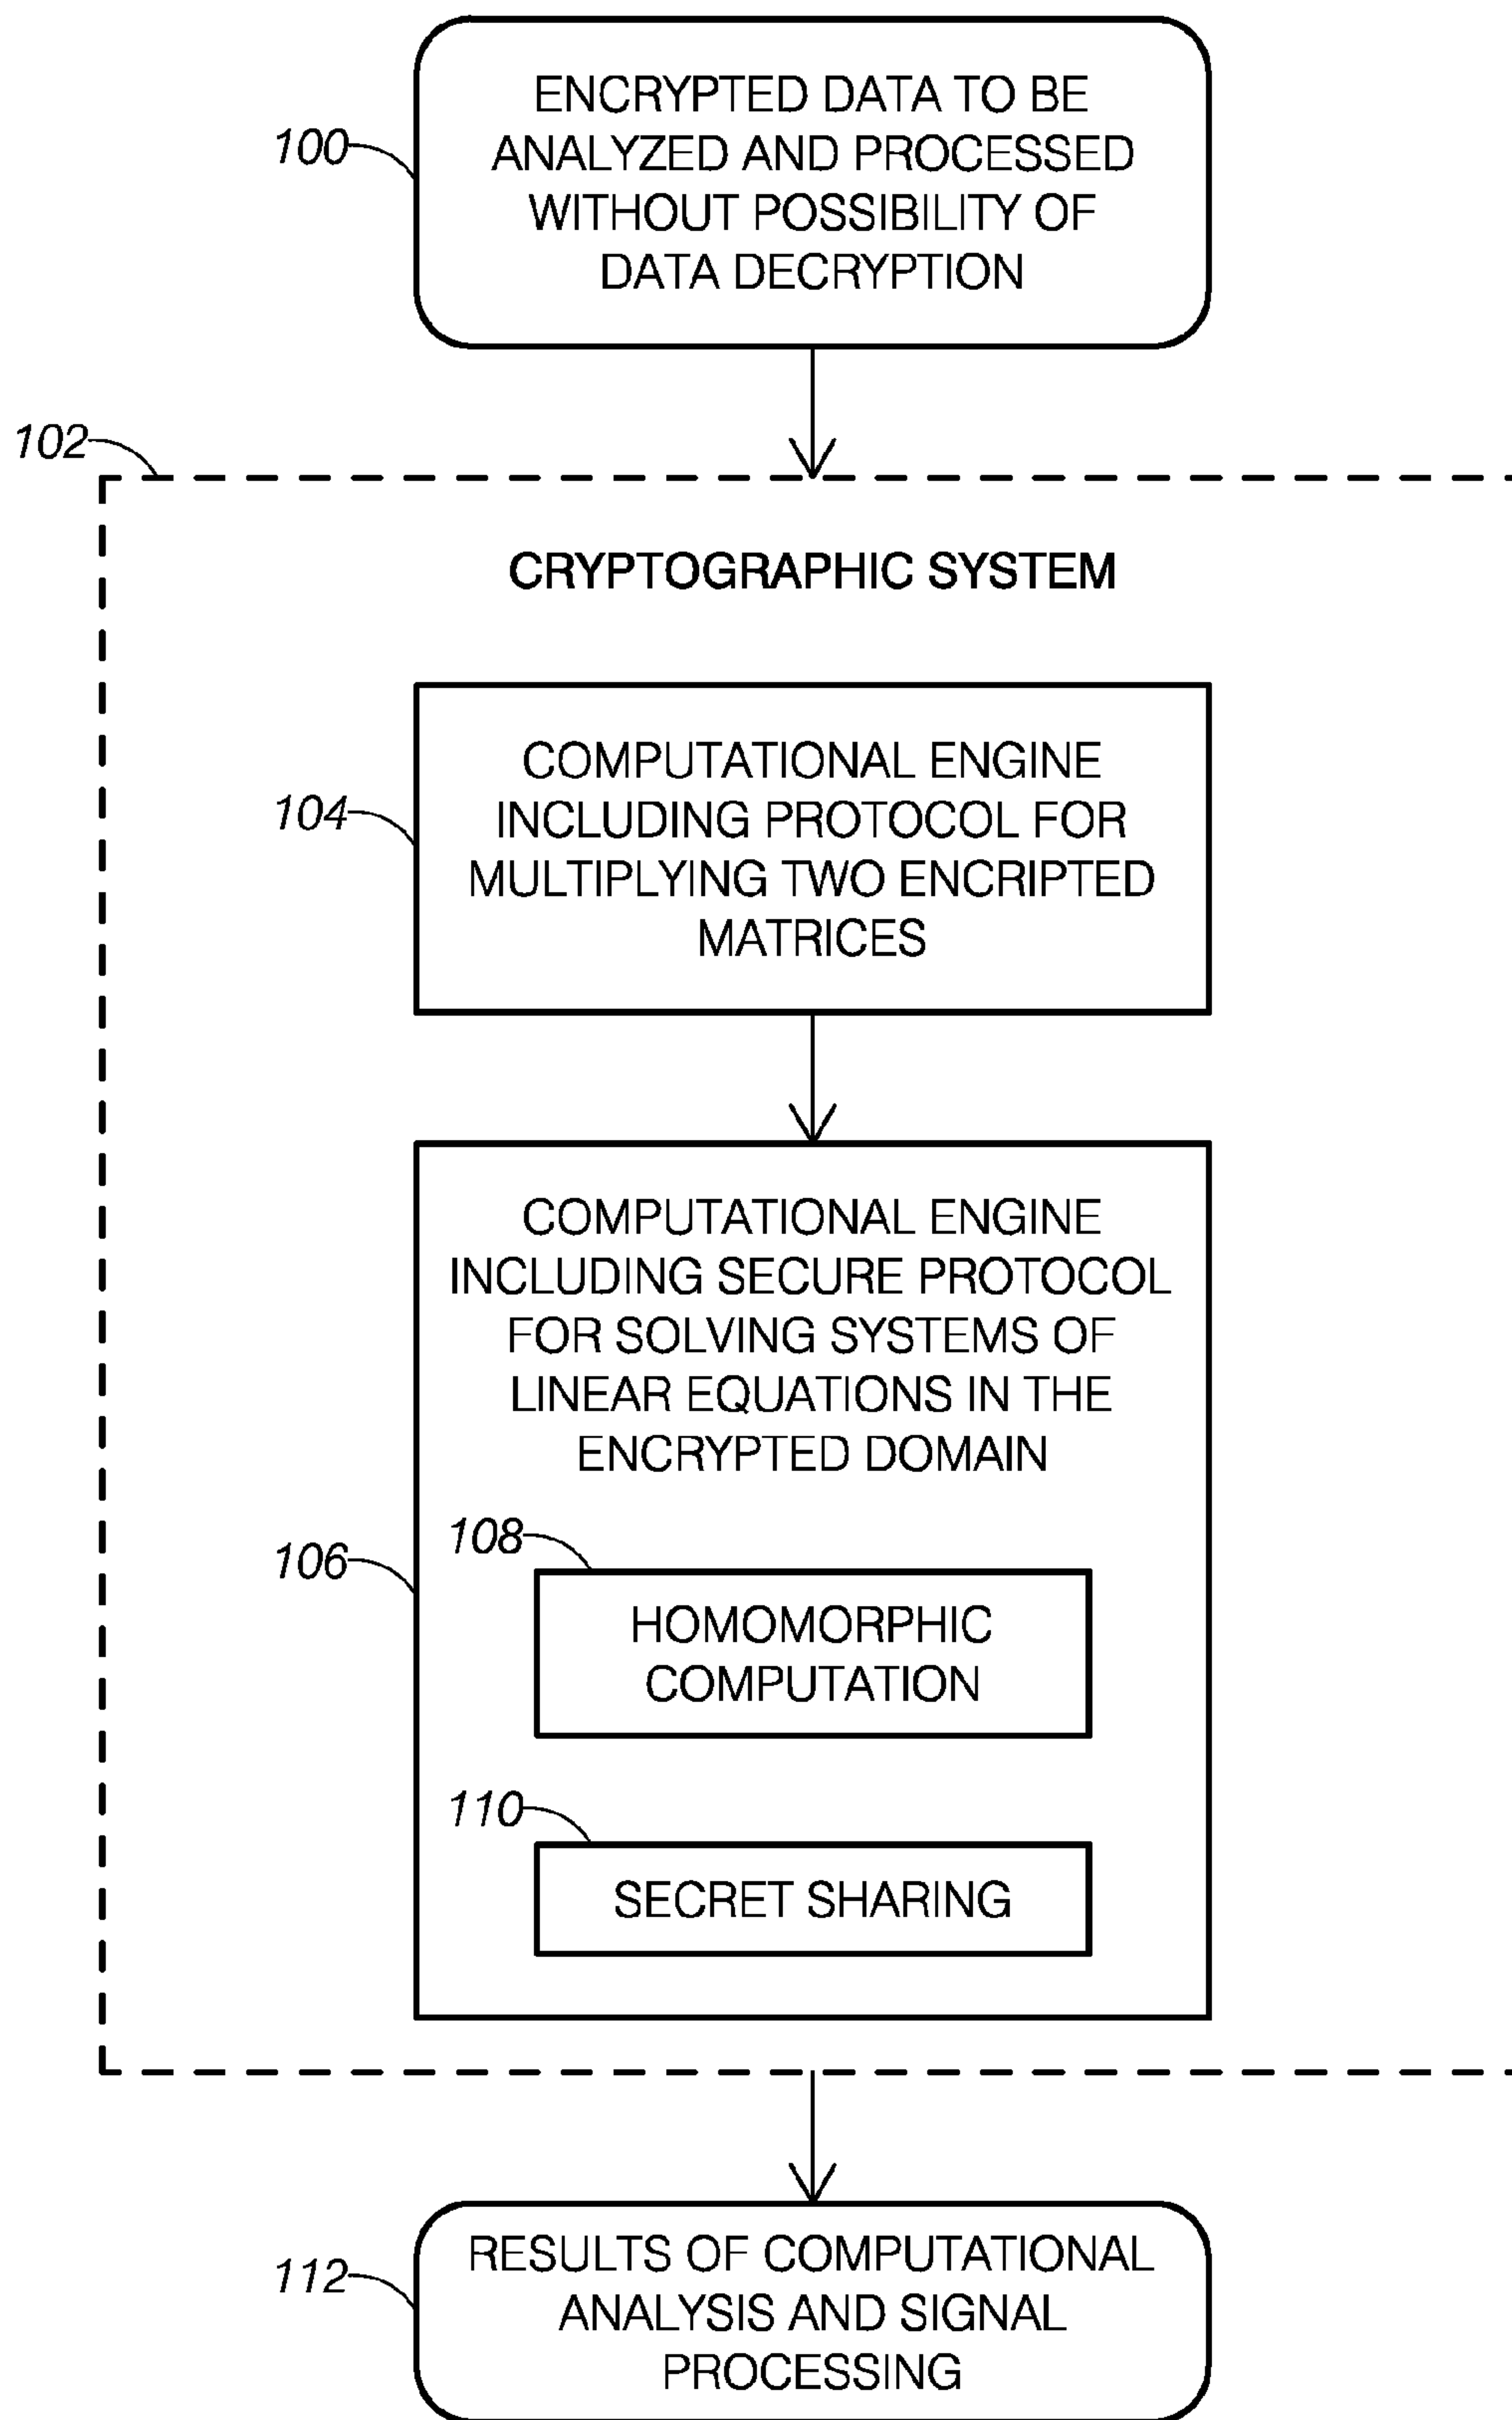 ENCRYPTED DATA TO BE
100
ANALYZED AND PROCESSED
WITHOUT POSSIBILITY OF
DATA DECRYPTION
102
CRYPTOGRAPHIC SYSTEM
COMPUTATIONAL ENGINE
104
INCLUDING PROTOCOL FOR
MULTIPLYING TWO ENCRIPTED
MATRICES
COMPUTATIONAL ENGINE
INCLUDING SECURE PROTOCOL
FOR SOLVING SYSTEMS OF
LINEAR EQUATIONS IN THE
ENCRYPTED DOMAIN
108
106
HOMOMORPHIC
COMPUTATION
110
SECRET SHARING
RESULTS OF COMPUTATIONAL
112
ANALYSIS AND SIGNAL
PROCESSING